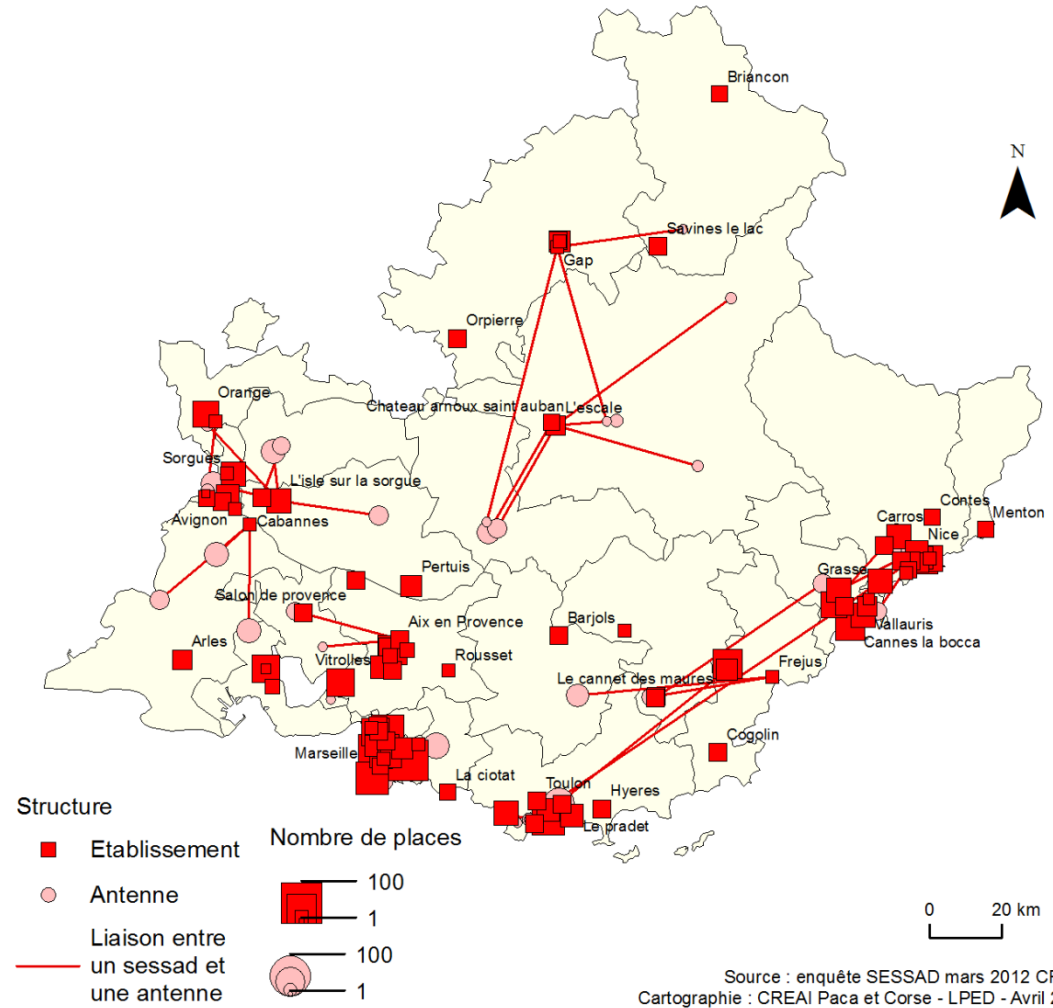 Briancon
N
Savines le lac
Gap
Orpierre
Orange
Chateau arnoux saint auban
L'escale
Sorgues
L'isle sur la sorgue
Avignon
Cabannes
Contes
Carros
Menton
Nice
Grasse
Pertuis
Salon de provence
Barjols
Vallauris
Aix en Provence
Cannes la bocca
Arles
Vitrolles
Rousset
Le cannet des maures
Frejus
Marseille
Cogolin
La ciotat
Toulon
Hyeres
Le pradet
Structure
Etablissement
Antenne
Liaison entre
un sessad et
une antenne
Nombre de places
100
1
100
1
0 20 km
Source : enquête SESSAD mars 2012
Cartographie : CREAI Paca et Corse - LPED - Avril